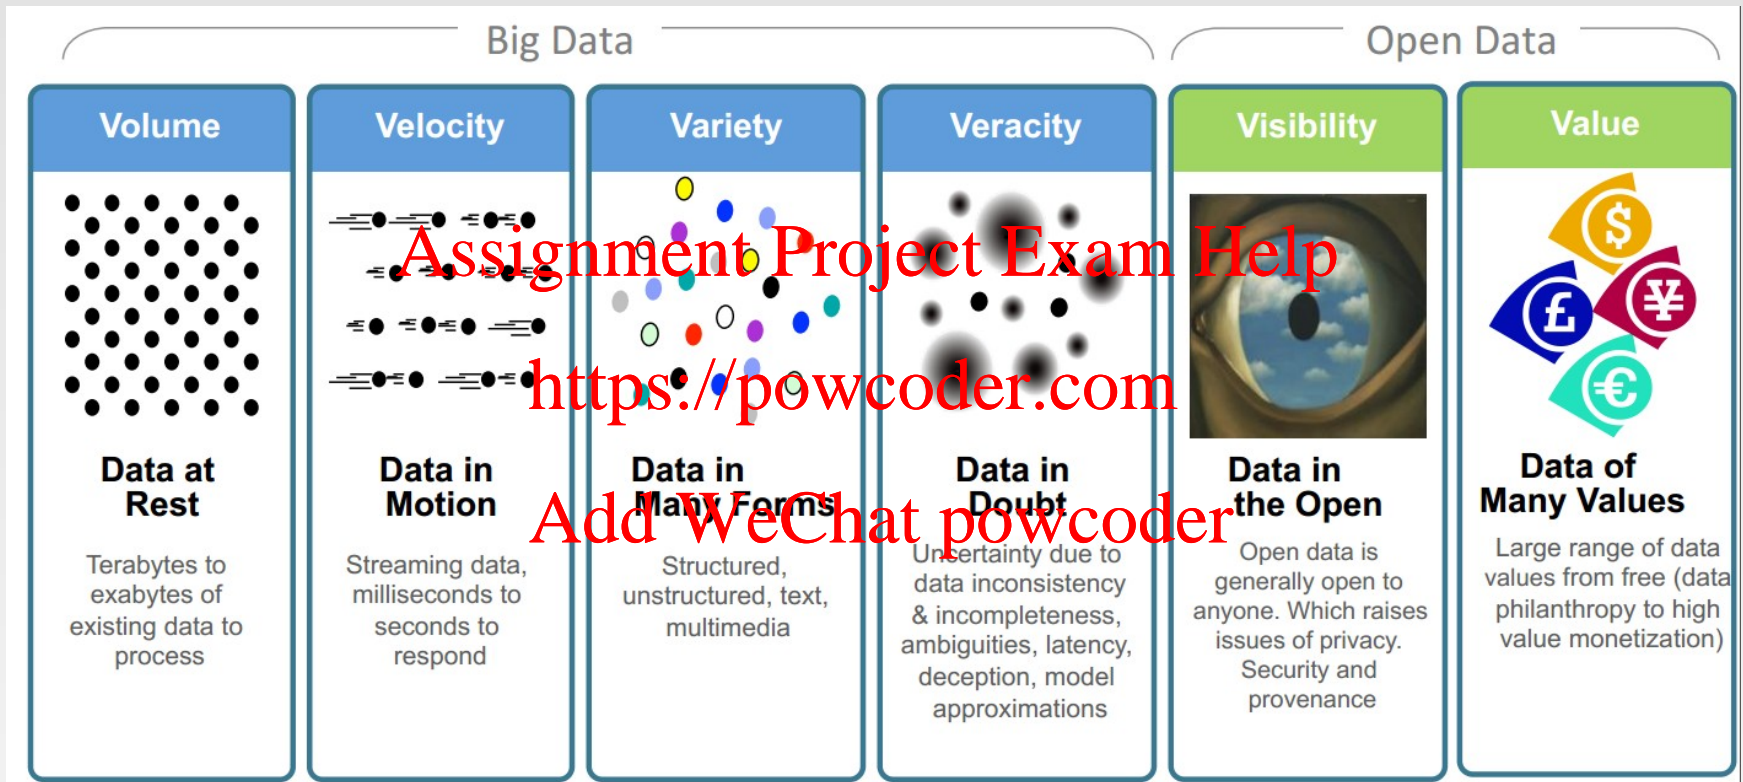 Big Data
Open Data
Volume
Velocity
Variety
Veracity
Visibility
Value
$
£
¥
€
Assignment Project Exam Help
https://powcoder.com
Add WeChat powcoder
Data at
Rest
Terabytes to
exabytes of
existing data to
process
Data in
Motion
Streaming data,
milliseconds to
seconds to
respond
Data in
Many Forms
Structured,
unstructured, text,
multimedia
Data in
Doubt
Uncertainty due to
data inconsistency
& incompleteness,
ambiguities, latency,
deception, model
approximations
Data in
the Open
Open data is
generally open to
anyone. Which raises
issues of privacy.
Security and
provenance
Data of
Many Values
Large range of data
values from free (data
philanthropy to high
value monetization)